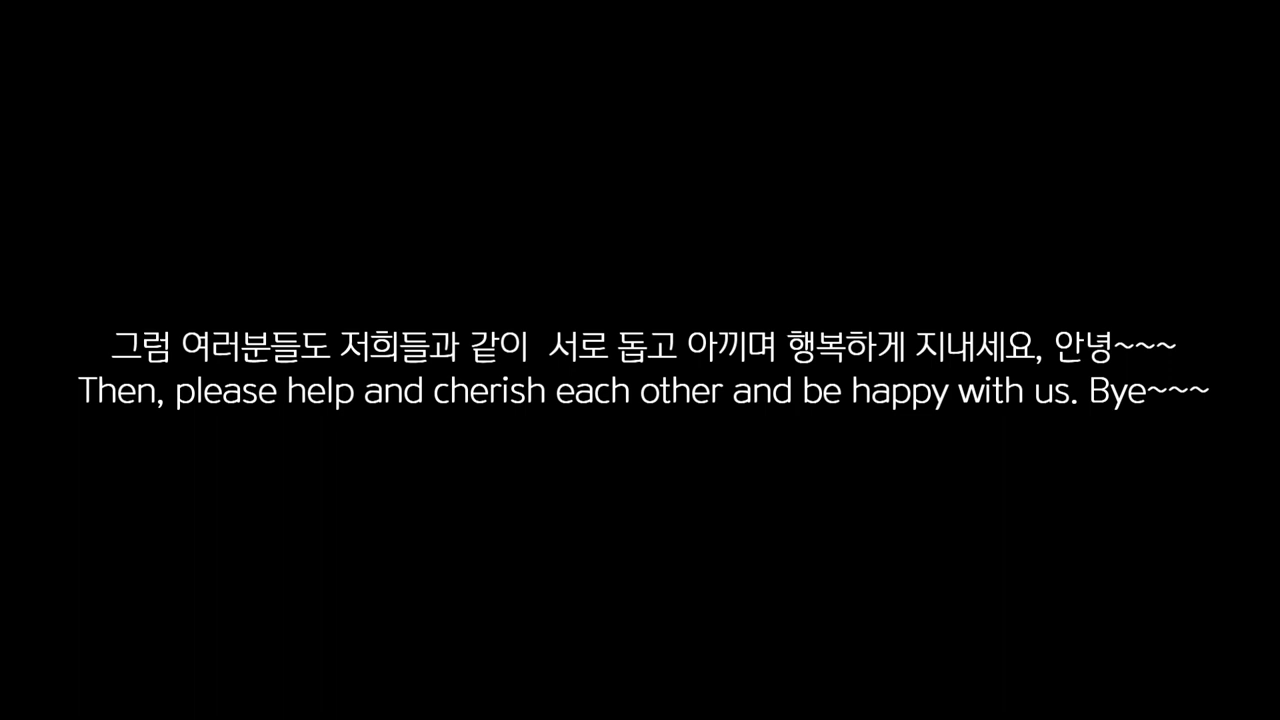 그럼 여러분들도 저희들과 같이  서로 돕고 아끼며 행복하게 지내세요, 안녕~~~
Then, please help and cherish each other and be happy with us. Bye~~~